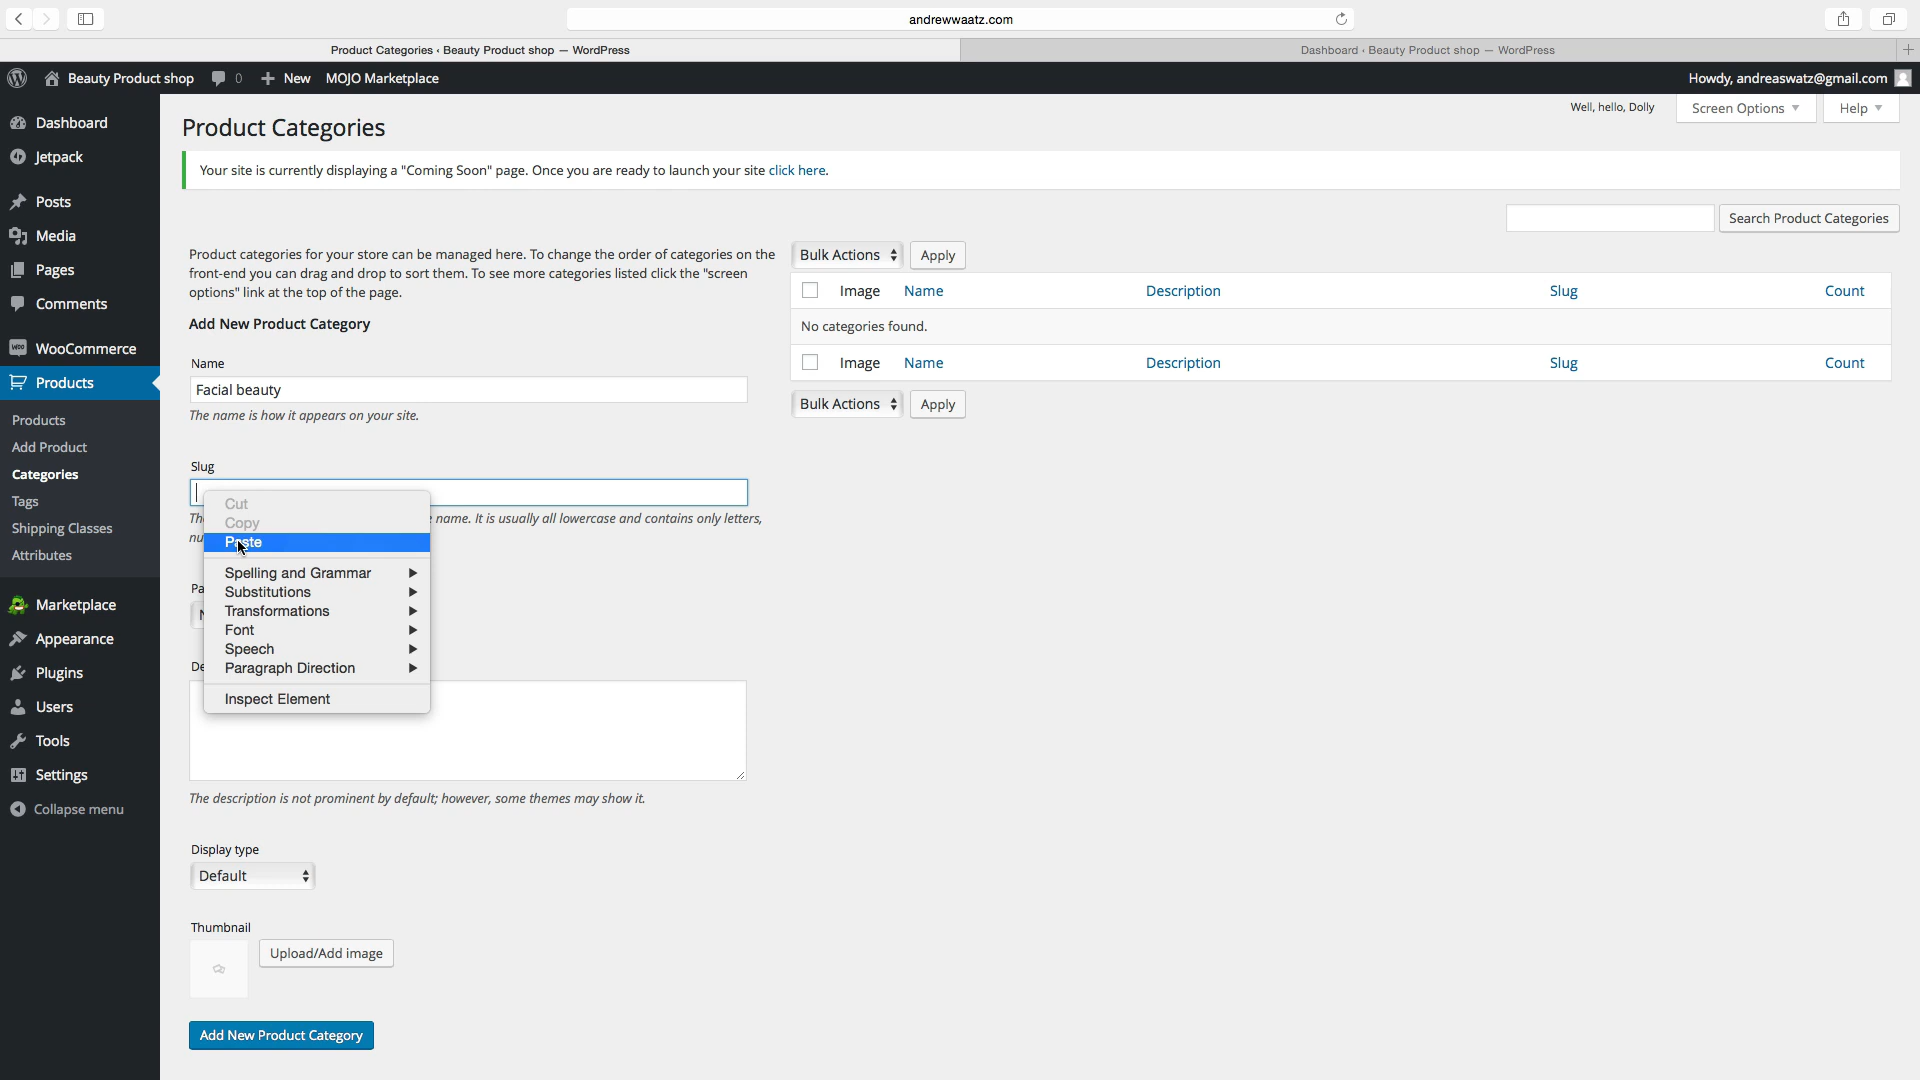 andrewwaatz.com
Product Categories ‹ Beauty Product shop — WordPress
Dashboard ‹ Beauty Product shop — WordPress
Beauty Product shop
0
New
MOJO Marketplace
Howdy, andreaswatz@gmail.com
Dashboard
Jetpack
Posts
Media
Pages
Comments
WooCommerce
Products
Products
Add Product
Categories
Tags
Shipping Classes
Attributes
Marketplace
Appearance
Plugins
Users
Tools
Settings
Collapse menu
Well, hello, Dolly
Screen Options
Help
Product Categories
Your site is currently displaying a "Coming Soon" page. Once you are ready to launch your site click here.
Search Product Categories
Product categories for your store can be managed here. To change the order of categories on the
front-end you can drag and drop to sort them. To see more categories listed click the "screen
options" link at the top of the page.
Add New Product Category
Name
Facial beauty
The name is how it appears on your site.
Slug
name. It is usually all lowercase and contains only letters,
Cut
Copy
Paste
Spelling and Grammar
Substitutions
Transformations
Font
Speech
Paragraph Direction
Inspect Element
The description is not prominent by default; however, some themes may show it.
Display type
Default
Thumbnail
Upload/Add image
Add New Product Category
Bulk Actions
Apply
Image Name Description Slug Count
No categories found.
Image Name Description Slug Count
Bulk Actions
Apply